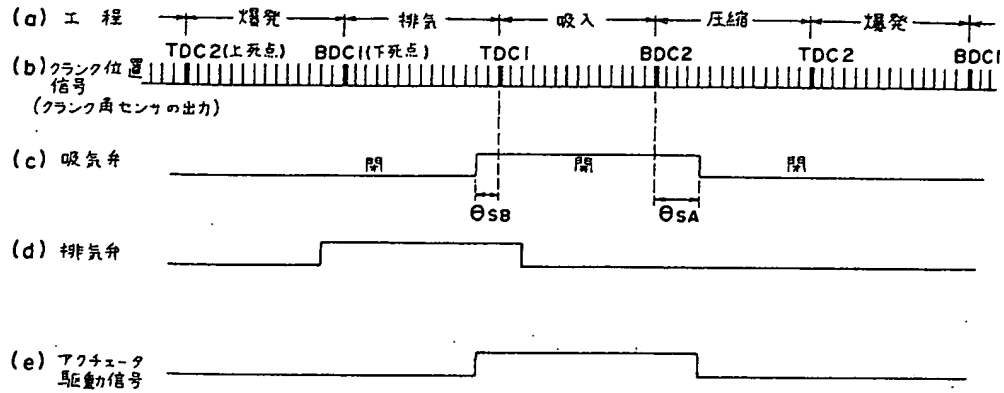 (a) 工程 爆発 排気 吸入 圧縮 爆発
TDC2(上死点) BDC1(下死点) TDC1 BDC2 TDC2 BDC1
(b) クランク位置
信号
(クランク角センサの出力)
(c) 吸気弁 閉 開 閉
θSB θSA
(d) 排気弁
(e) アクチェータ
駆動信号